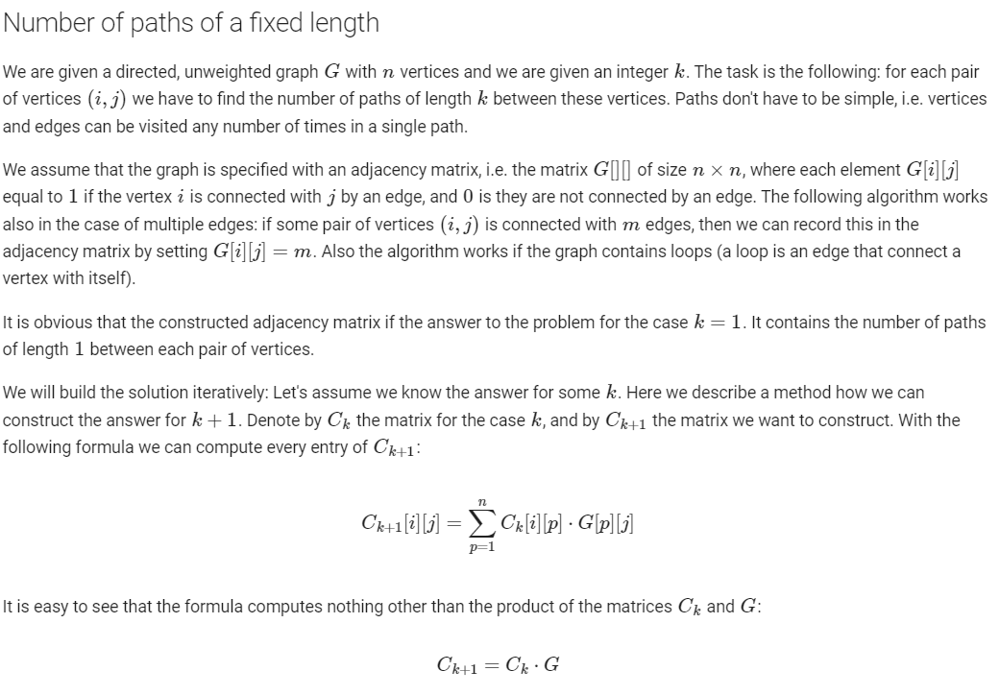 Number of paths of a fixed length
We are given a directed, unweighted graph G with n vertices and we are given an integer k. The task is the following: for each pair
of vertices (i, j) we have to find the number of paths of length k between these vertices. Paths don't have to be simple, i.e. vertices
and edges can be visited any number of times in a single path.
We assume that the graph is specified with an adjacency matrix, i.e. the matrix G[][] of size n × n, where each element G[i][j]
equal to 1 if the vertex i is connected with j by an edge, and 0 is they are not connected by an edge. The following algorithm works
also in the case of multiple edges: if some pair of vertices (i, j) is connected with m edges, then we can record this in the
adjacency matrix by setting G[i][j] = m. Also the algorithm works if the graph contains loops (a loop is an edge that connect a
vertex with itself).
It is obvious that the constructed adjacency matrix if the answer to the problem for the case k = 1. It contains the number of paths
of length 1 between each pair of vertices.
We will build the solution iteratively: Let's assume we know the answer for some k. Here we describe a method how we can
construct the answer for k + 1. Denote by C_k the matrix for the case k, and by C_{k+1} the matrix we want to construct. With the
following formula we can compute every entry of C_{k+1}:
C_{k+1}[i][j] = \sum_{p=1}^{n} C_k[i][p] · G[p][j]
It is easy to see that the formula computes nothing other than the product of the matrices C_k and G:
C_{k+1} = C_k · G